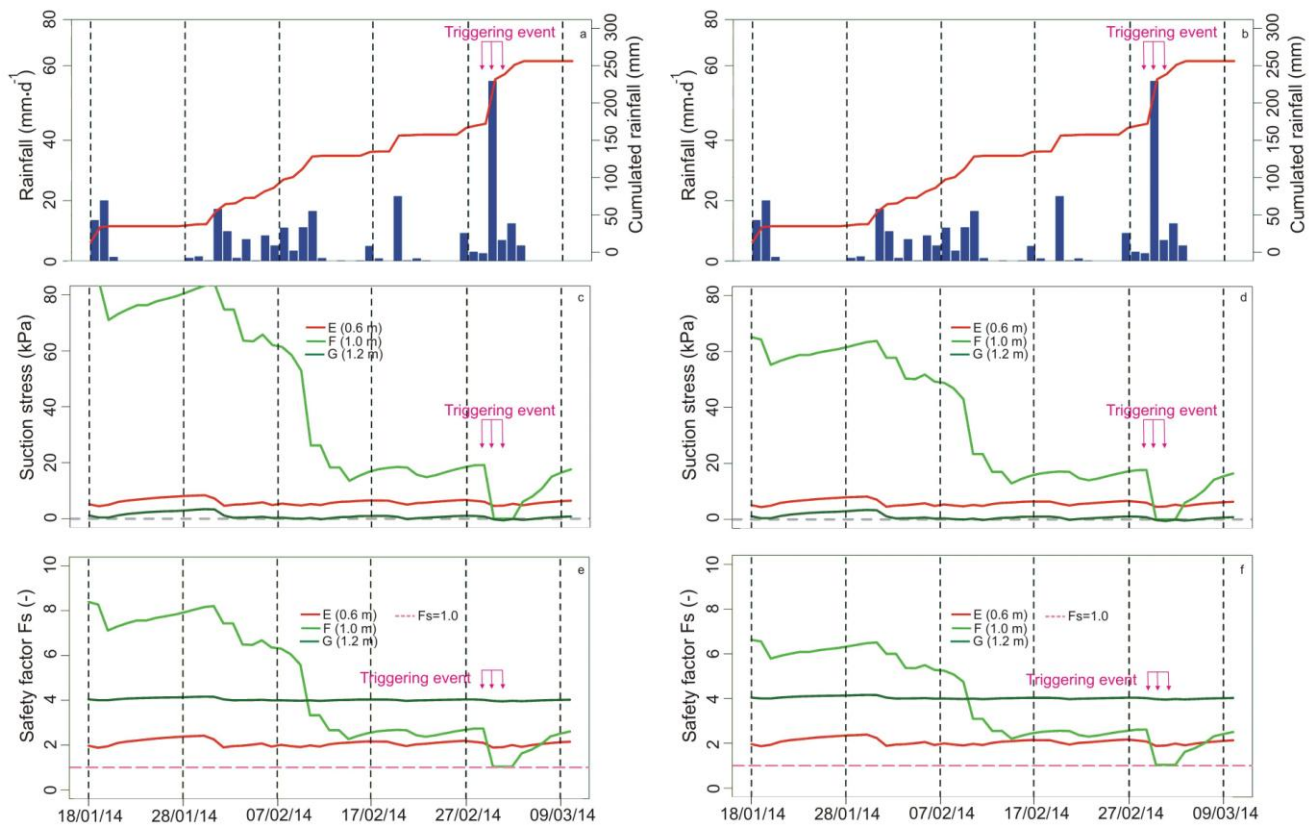 Rainfall (mm·d⁻¹)
80
60
40
20
0
Triggering event
a
300
250
200
150
100
50
0
Cumulated rainfall (mm)
Rainfall (mm·d⁻¹)
80
60
40
20
0
Triggering event
b
300
250
200
150
100
50
0
Cumulated rainfall (mm)
Suction stress (kPa)
80
60
40
20
0
c
E (0.6 m)
F (1.0 m)
G (1.2 m)
Triggering event
Suction stress (kPa)
80
60
40
20
0
d
E (0.6 m)
F (1.0 m)
G (1.2 m)
Triggering event
Safety factor Fs (-)
10
8
6
4
2
0
e
E (0.6 m) Fs=1.0
F (1.0 m)
G (1.2 m)
Triggering event
18/01/14 28/01/14 07/02/14 17/02/14 27/02/14 09/03/14
Safety factor Fs (-)
10
8
6
4
2
0
f
E (0.6 m) Fs=1.0
F (1.0 m)
G (1.2 m)
Triggering event
18/01/14 28/01/14 07/02/14 17/02/14 27/02/14 09/03/14